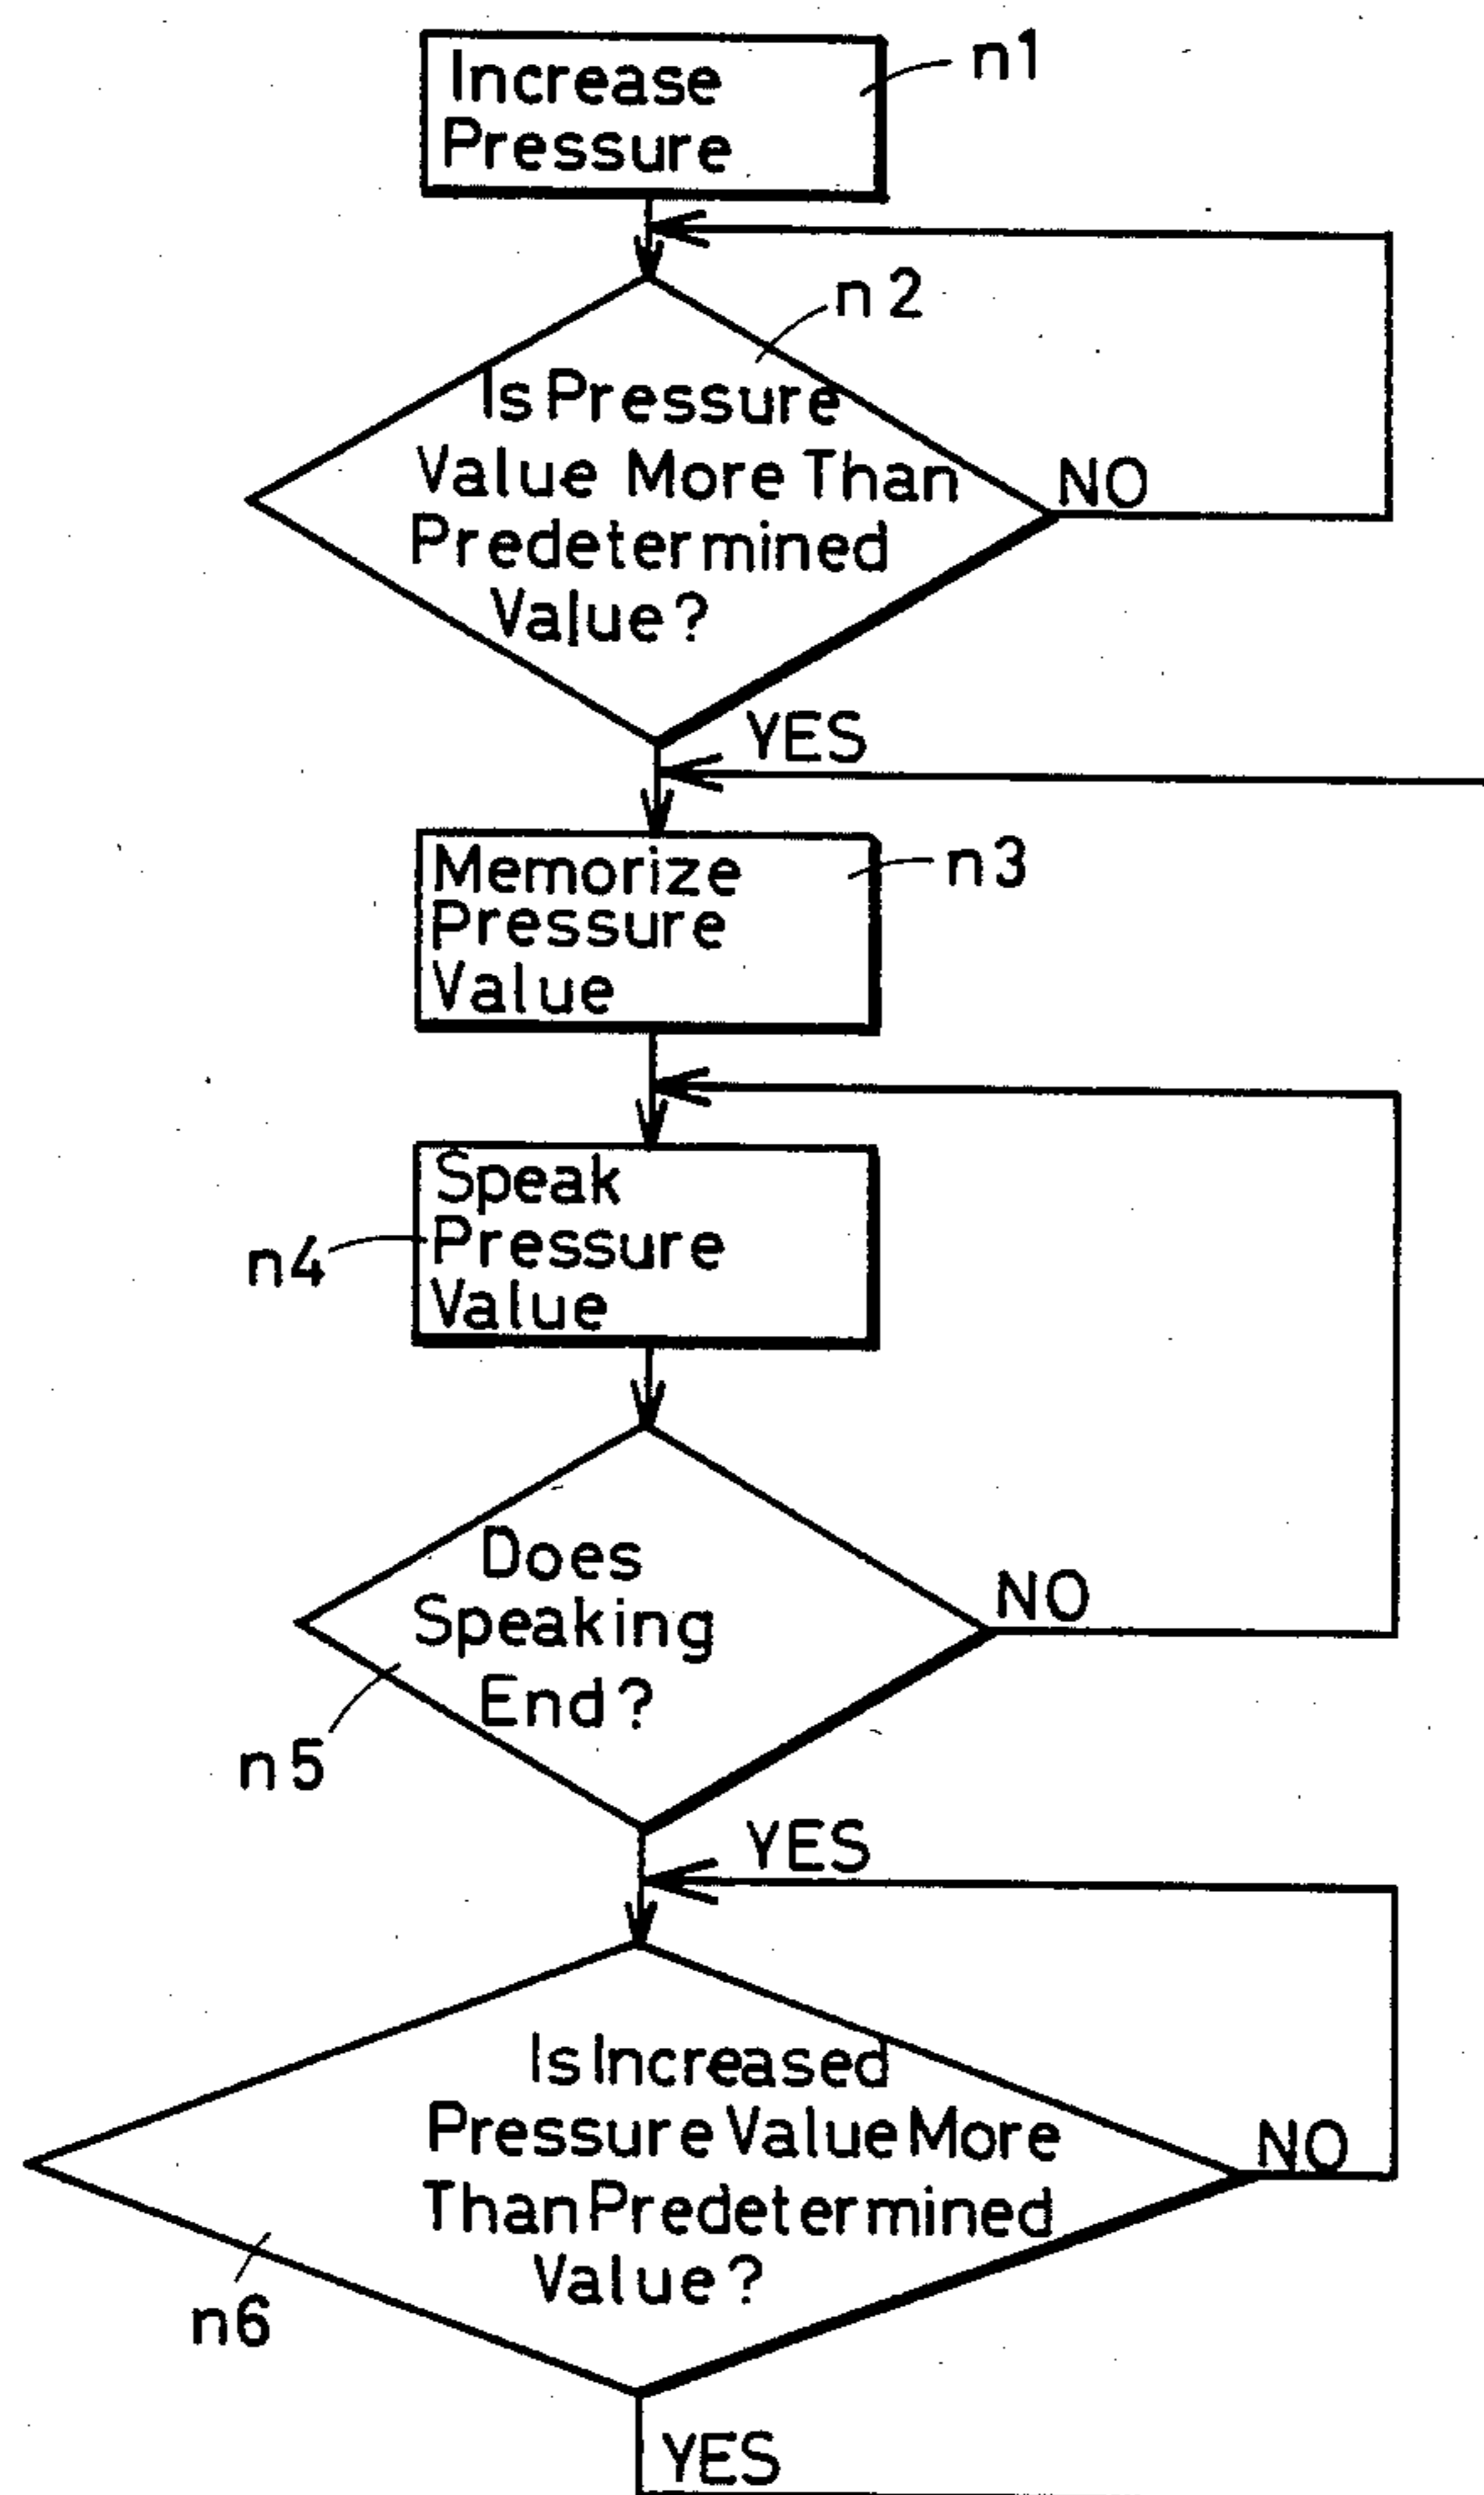 Increase
Pressure
n1
n2
Is Pressure
Value More Than
Predetermined
Value?
NO
YES
Memorize
Pressure
Value
n3
Speak
Pressure
Value
n4
Does
Speaking
End?
NO
n5
YES
Is Increased
Pressure Value More
Than Predetermined
Value?
NO
n6
YES